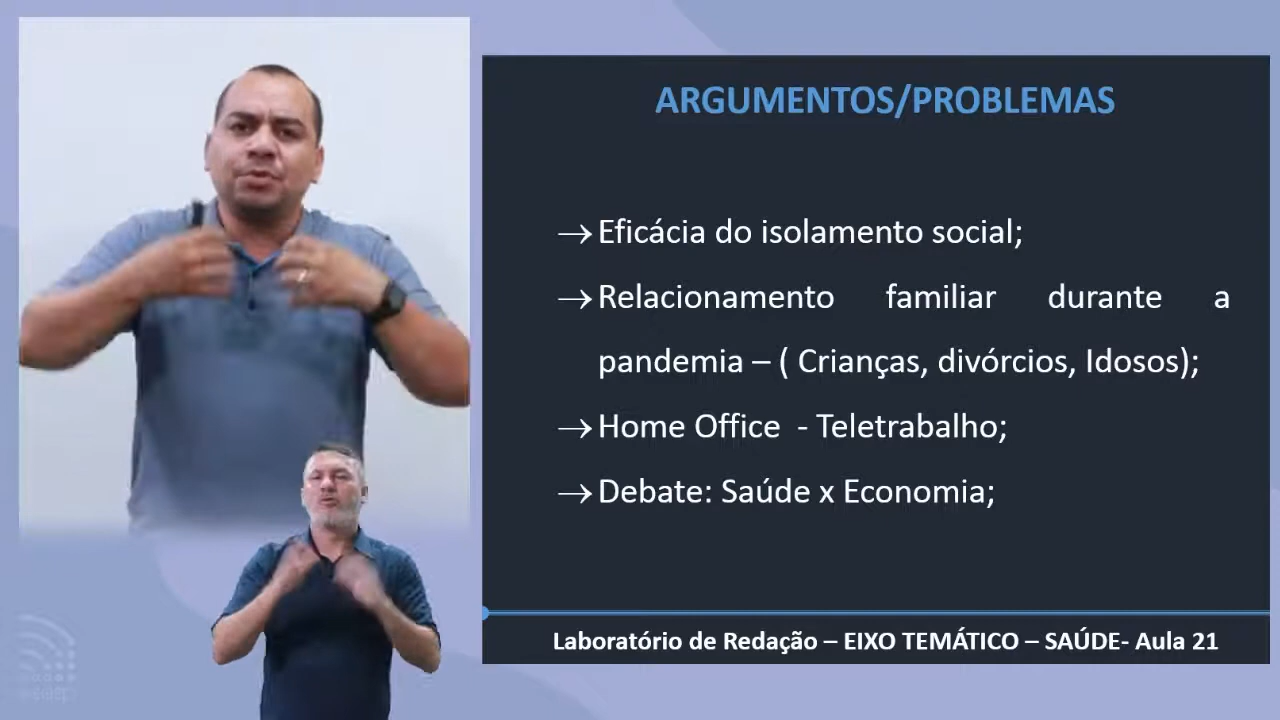 ARGUMENTOS/PROBLEMAS
→Eficácia do isolamento social;
→Relacionamento familiar durante a
pandemia – ( Crianças, divórcios, Idosos);
→Home Office - Teletrabalho;
→Debate: Saúde x Economia;
Laboratório de Redação – EIXO TEMÁTICO – SAÚDE- Aula 21